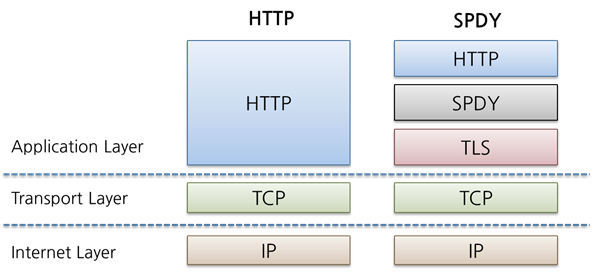 HTTP SPDY
HTTP
HTTP
SPDY
Application Layer TLS
Transport Layer TCP TCP
Internet Layer IP IP